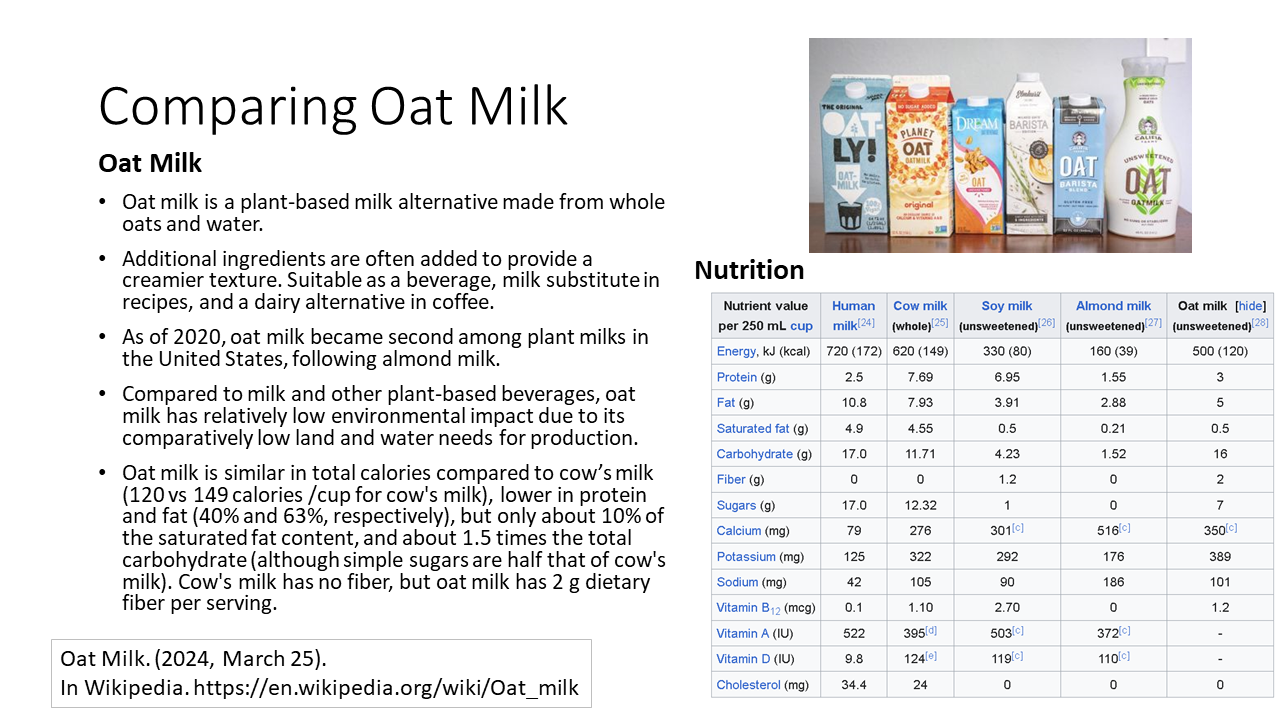 Comparing Oat Milk
Oat Milk
• Oat milk is a plant-based milk alternative made from whole
oats and water.
• Additional ingredients are often added to provide a
creamier texture. Suitable as a beverage, milk substitute in
recipes, and a dairy alternative in coffee.
• As of 2020, oat milk became second among plant milks in
the United States, following almond milk.
• Compared to milk and other plant-based beverages, oat
milk has relatively low environmental impact due to its
comparatively low land and water needs for production.
• Oat milk is similar in total calories compared to cow’s milk
(120 vs 149 calories /cup for cow's milk), lower in protein
and fat (40% and 63%, respectively), but only about 10% of
the saturated fat content, and about 1.5 times the total
carbohydrate (although simple sugars are half that of cow's
milk). Cow's milk has no fiber, but oat milk has 2 g dietary
fiber per serving.
Oat Milk. (2024, March 25).
In Wikipedia. https://en.wikipedia.org/wiki/Oat_milk
THE ORIGINAL
OAT-
LY!
OAT-
MILK
NO SUGAR ADDED
PLANET
OAT
OATMILK
original
DREAM
OAT
Elmhurst
BARISTA
CALIFIA
FARMS
OAT
BARISTA
BLEND
GLUTEN FREE
CALIFIA
FARMS
UNSWEETENED
OAT
OATMILK
Nutrition
Nutrient value Human Cow milk Soy milk Almond milk Oat milk [hide]
per 250 mL cup milk[24] (whole)[25] (unsweetened)[26] (unsweetened)[27] (unsweetened)[28]
Energy, kJ (kcal) 720 (172) 620 (149) 330 (80) 160 (39) 500 (120)
Protein (g) 2.5 7.69 6.95 1.55 3
Fat (g) 10.8 7.93 3.91 2.88 5
Saturated fat (g) 4.9 4.55 0.5 0.21 0.5
Carbohydrate (g) 17.0 11.71 4.23 1.52 16
Fiber (g) 0 0 1.2 0 2
Sugars (g) 17.0 12.32 1 0 7
Calcium (mg) 79 276 301[c] 516[c] 350[c]
Potassium (mg) 125 322 292 176 389
Sodium (mg) 42 105 90 186 101
Vitamin B12 (mcg) 0.1 1.10 2.70 0 1.2
Vitamin A (IU) 522 395[d] 503[c] 372[c] -
Vitamin D (IU) 9.8 124[e] 119[c] 110[c] -
Cholesterol (mg) 34.4 24 0 0 0